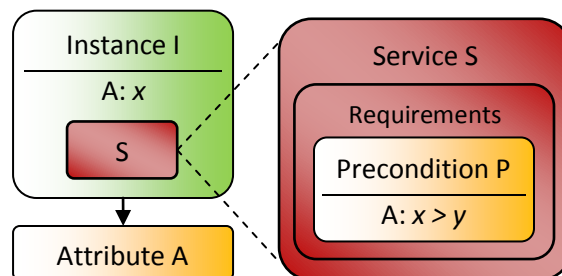 Instance I
A: x
S
Attribute A
Service S
Requirements
Precondition P
A: x > y